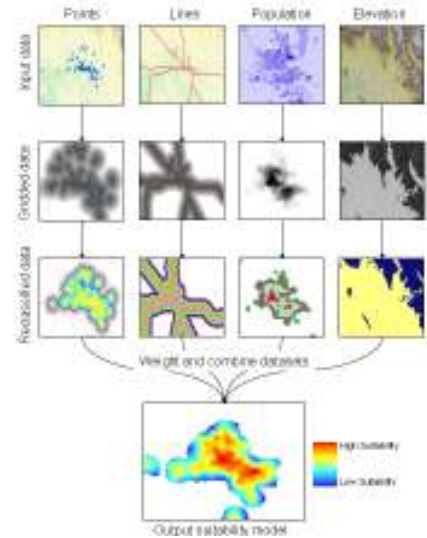 Points Lines Population Elevation
Input data
Gridded data
Reclassified data
Weight and combine datasets
High Suitability
Low Suitability
Output suitability model